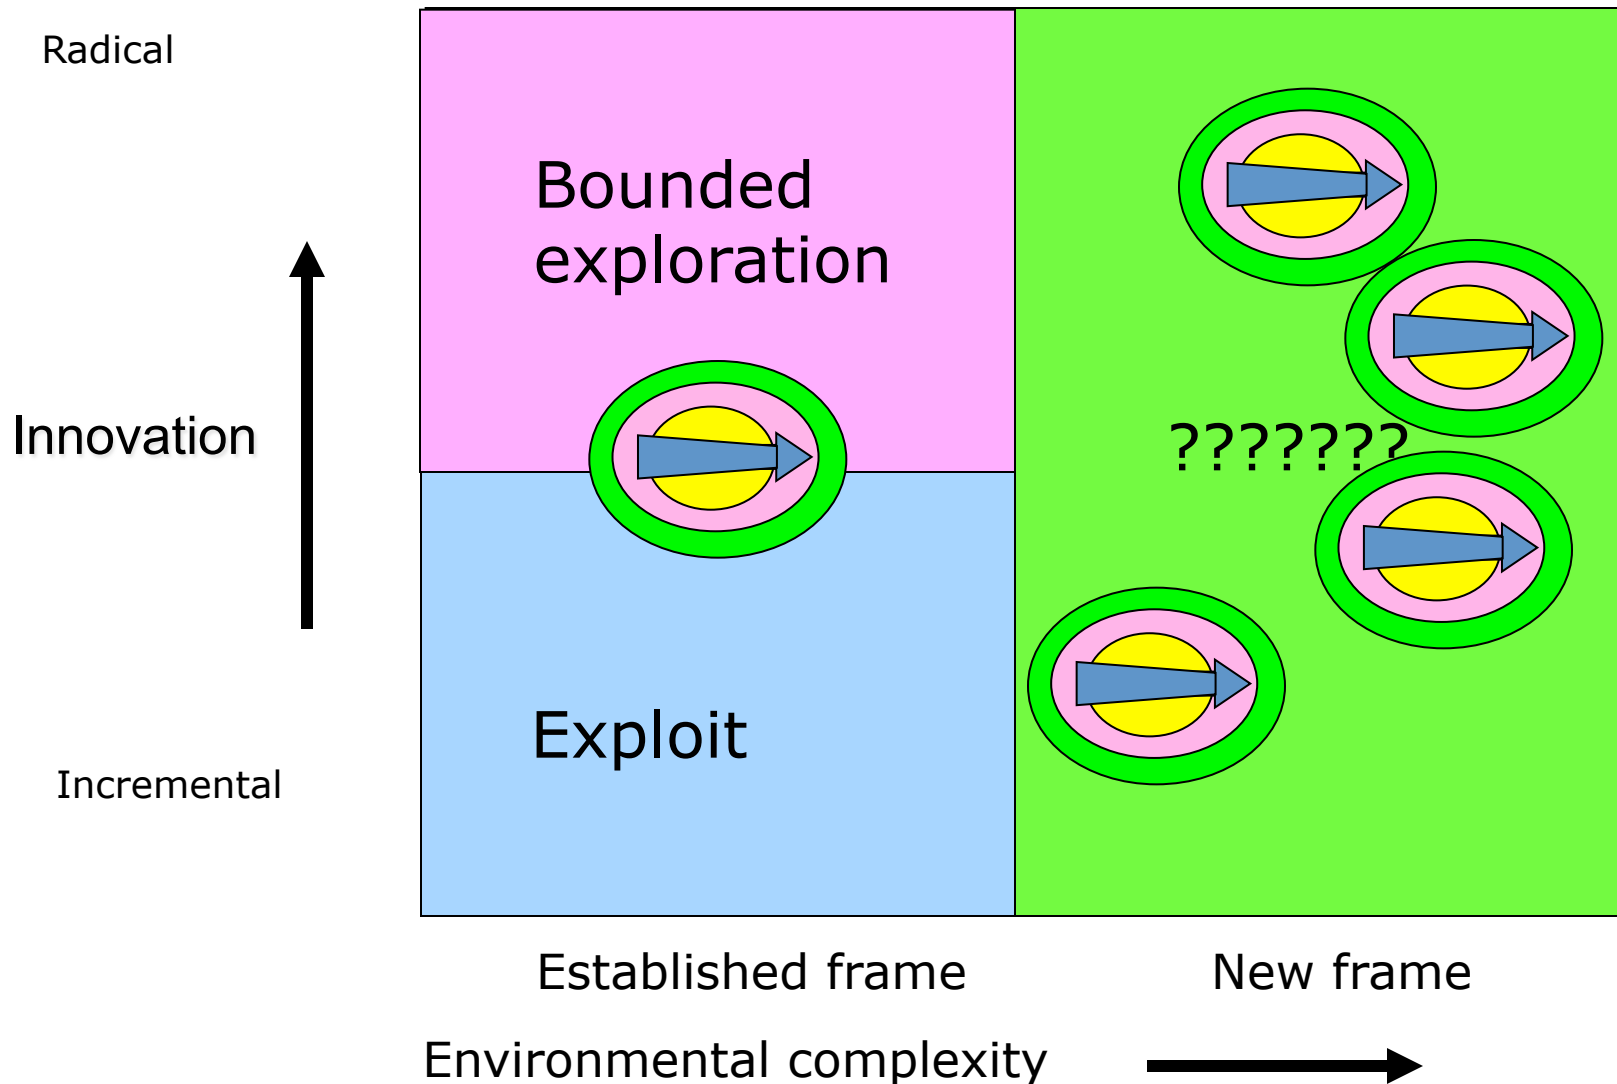 Radical
Bounded
exploration
Innovation
???????
Exploit
Incremental
Established frame
New frame
Environmental complexity